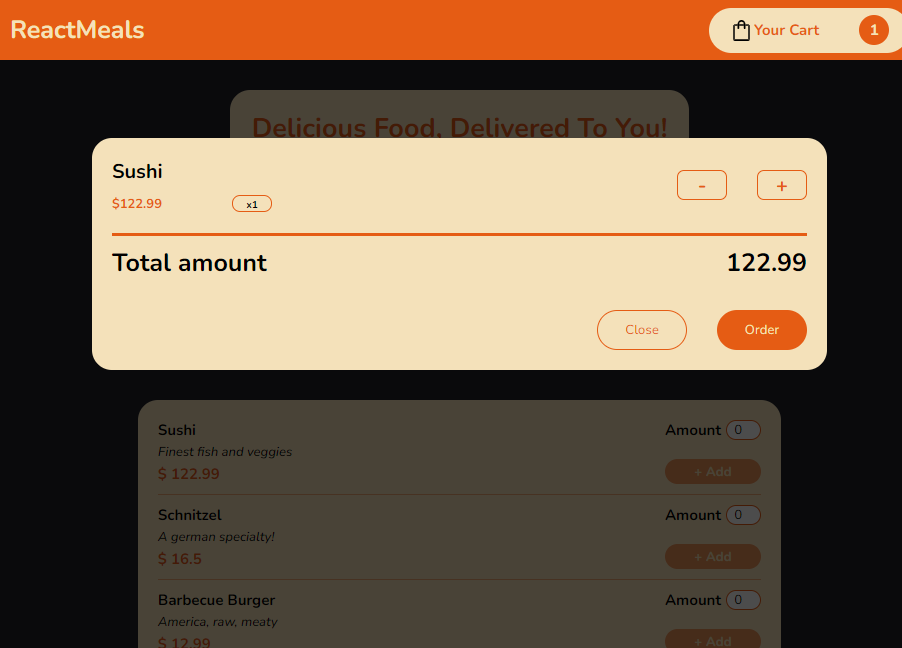 ReactMeals
Your Cart 1
Delicious Food, Delivered To You!
Sushi
- +
$122.99 x1
Total amount 122.99
Close Order
Sushi Amount 0
Finest fish and veggies
$ 122.99 + Add
Schnitzel Amount 0
A german specialty!
$ 16.5 + Add
Barbecue Burger Amount 0
America, raw, meaty
$ 12.99 + Add